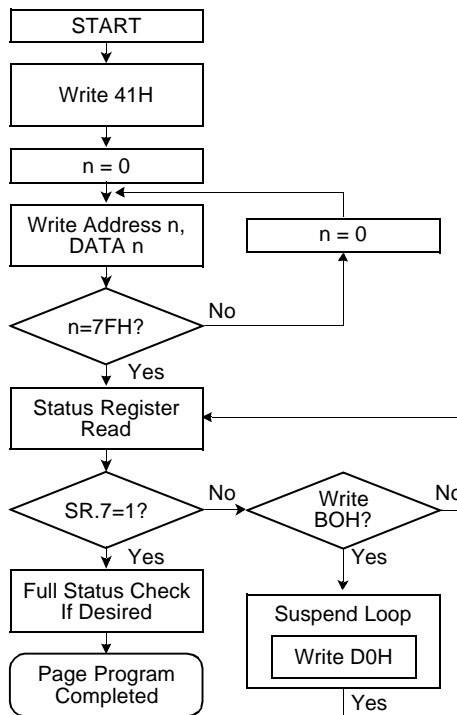 START
Write 41H
n = 0
Write Address n,
DATA n
n = 0
n=7FH?
No
Yes
Status Register
Read
SR.7=1?
No
Write
BOH?
No
Yes
Yes
Full Status Check
If Desired
Suspend Loop
Write D0H
Yes
Page Program
Completed